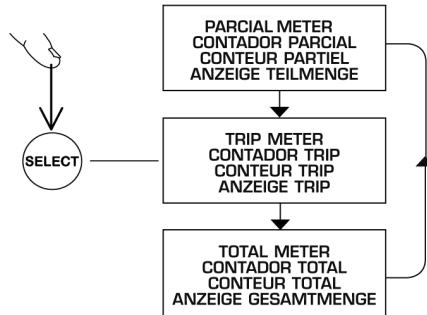 PARCIAL METER
CONTADOR PARCIAL
CONTEUR PARTIEL
ANZEIGE TEILMENGE
SELECT
TRIP METER
CONTADOR TRIP
CONTEUR TRIP
ANZEIGE TRIP
TOTAL METER
CONTADOR TOTAL
CONTEUR TOTAL
ANZEIGE GESAMTMENGE